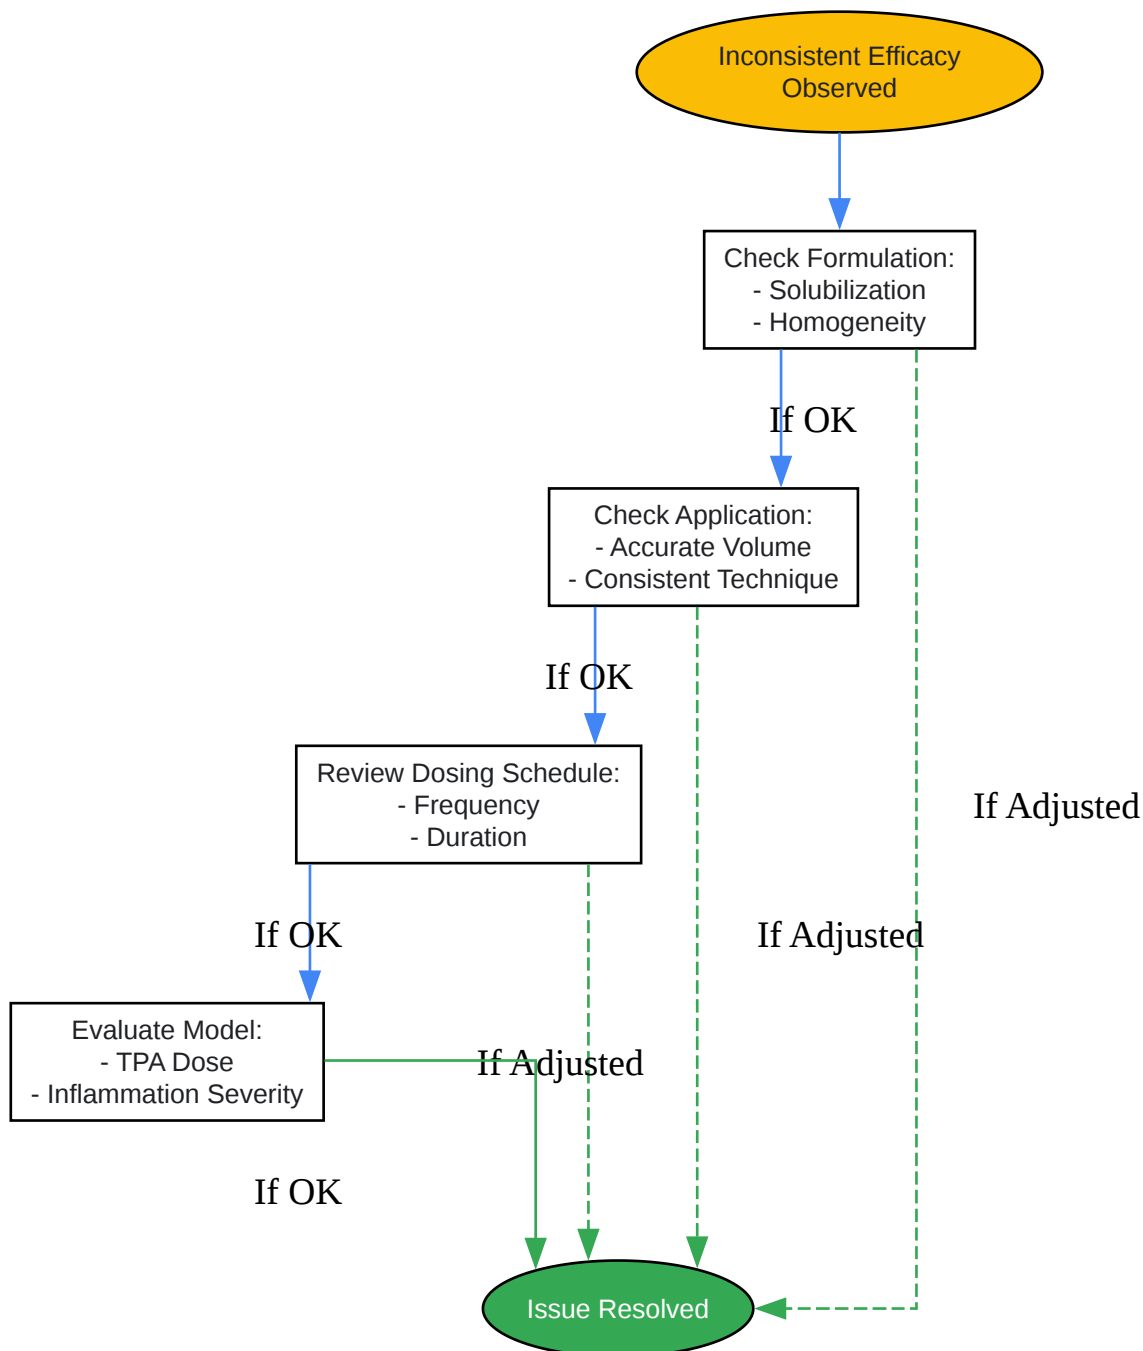 Inconsistent Efficacy
Observed
Check Formulation:
- Solubilization
- Homogeneity
If OK
Check Application:
- Accurate Volume
- Consistent Technique
If OK
Review Dosing Schedule:
- Frequency
- Duration
If Adjusted
If OK
If Adjusted
Evaluate Model:
- TPA Dose
- Inflammation Severity
If Adjusted
If OK
Issue Resolved